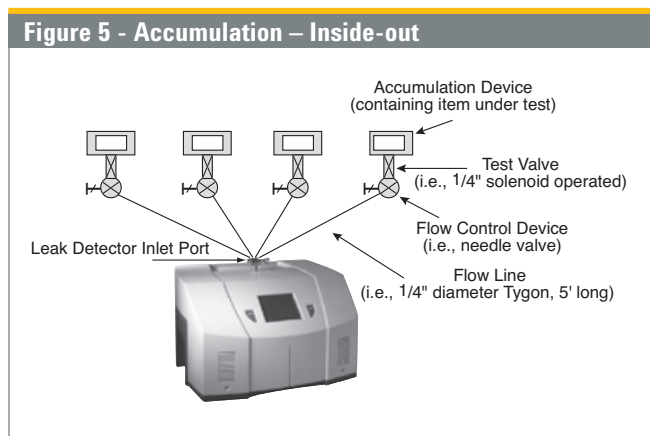 Figure 5 - Accumulation – Inside-out
Accumulation Device
(containing item under test)
Test Valve
(i.e., 1/4" solenoid operated)
Flow Control Device
(i.e., needle valve)
Leak Detector Inlet Port
Flow Line
(i.e., 1/4" diameter Tygon, 5' long)